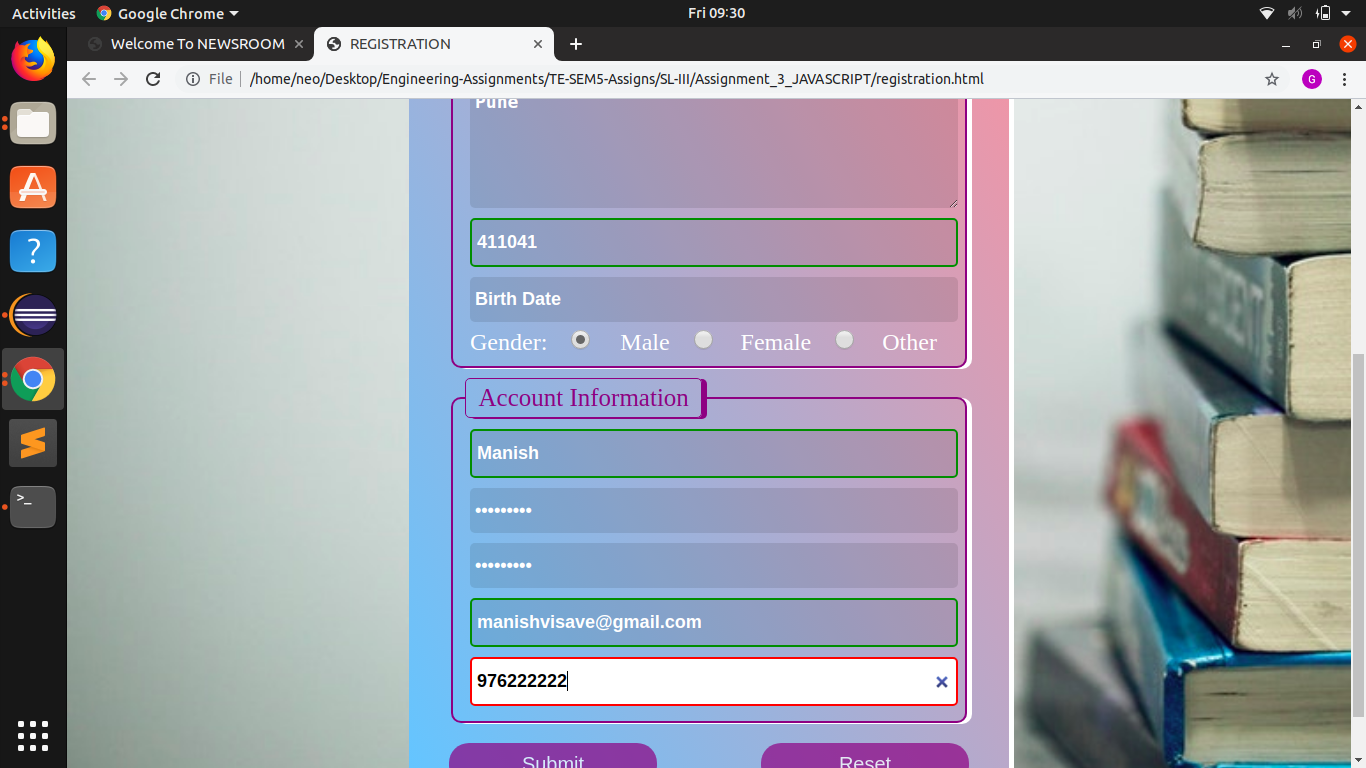 Activities Google Chrome Fri 09:30
Welcome To NEWSROOM REGISTRATION
File /home/neo/Desktop/Engineering-Assignments/TE-SEM5-Assigns/SL-III/Assignment_3_JAVASCRIPT/registration.html G
Pune
411041
Birth Date
Gender: Male Female Other
Account Information
Manish
•••••••••
•••••••••
manishvisave@gmail.com
976222222
Submit Reset